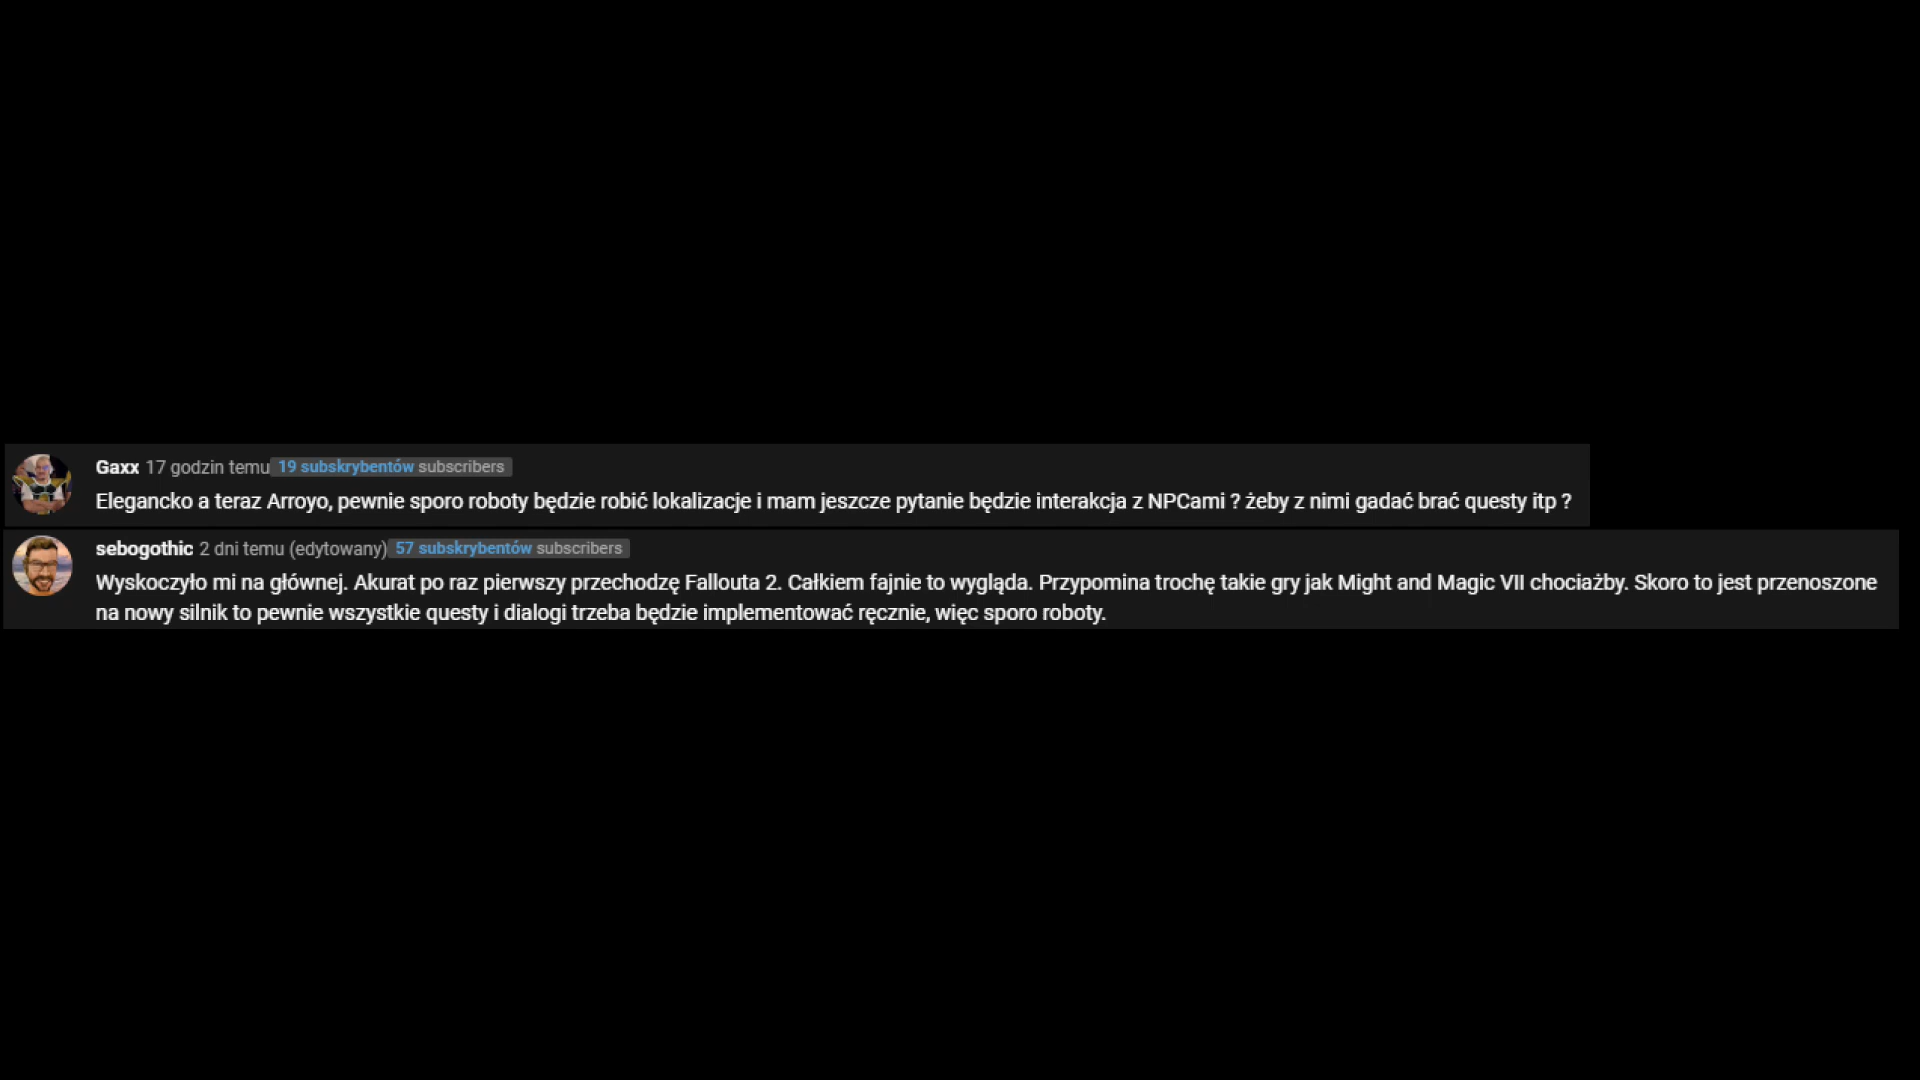 Gaxx 17 godzin temu 19 subskrybentów subscribers
Elegancko a teraz Arroyo, pewnie sporo roboty będzie robić lokalizacje i mam jeszcze pytanie będzie interakcja z NPCami ? żeby z nimi gadać brać questy itp ?
sebogothic 2 dni temu (edytowany) 57 subskrybentów subscribers
Wyskoczyło mi na głównej. Akurat po raz pierwszy przechodzę Fallouta 2. Całkiem fajnie to wygląda. Przypomina trochę takie gry jak Might and Magic VII chociażby. Skoro to jest przenoszone
na nowy silnik to pewnie wszystkie questy i dialogi trzeba będzie implementować ręcznie, więc sporo roboty.